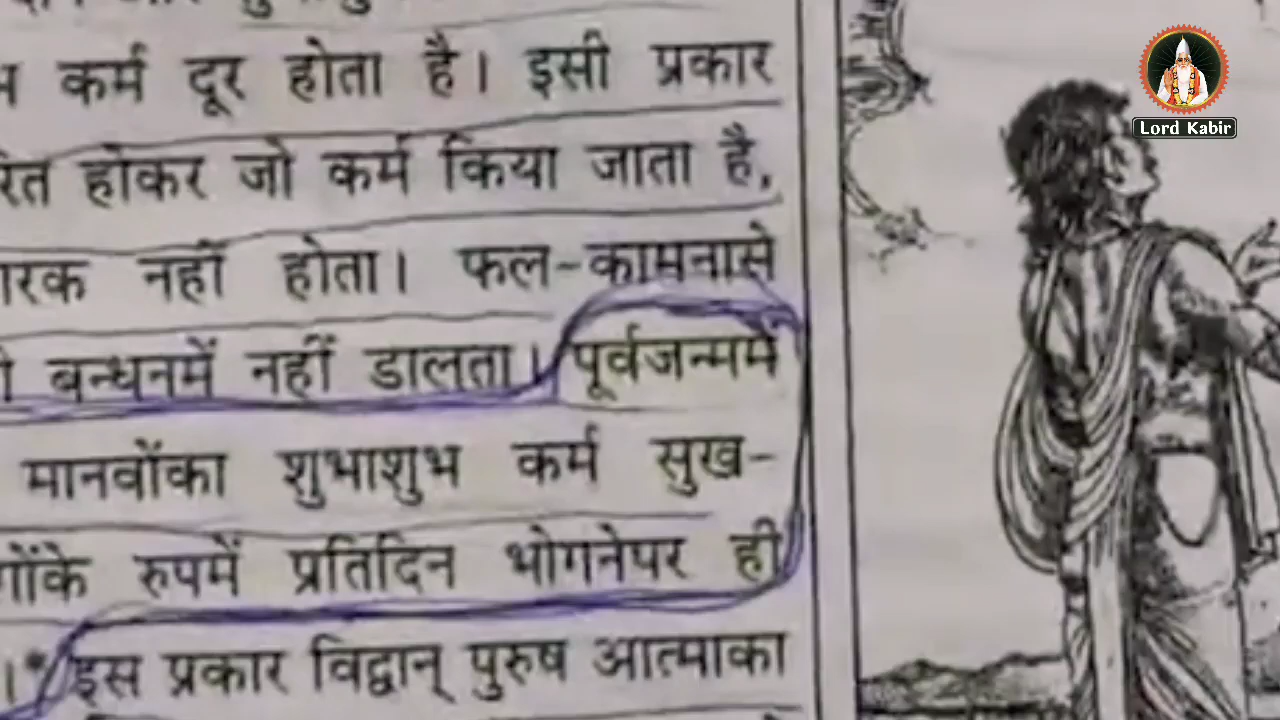 कर्म दूर होता है। इसी प्रकार
होकर जो कर्म किया जाता है,
नहीं होता। फल-कामनासे
बन्धनमें नहीं डालता। पूर्वजन्ममें
मानवोंका शुभाशुभ कर्म सुख-
रुपमें प्रतिदिन भोगनेपर ही
इस प्रकार विद्वान् पुरुष आत्माका
Lord Kabir